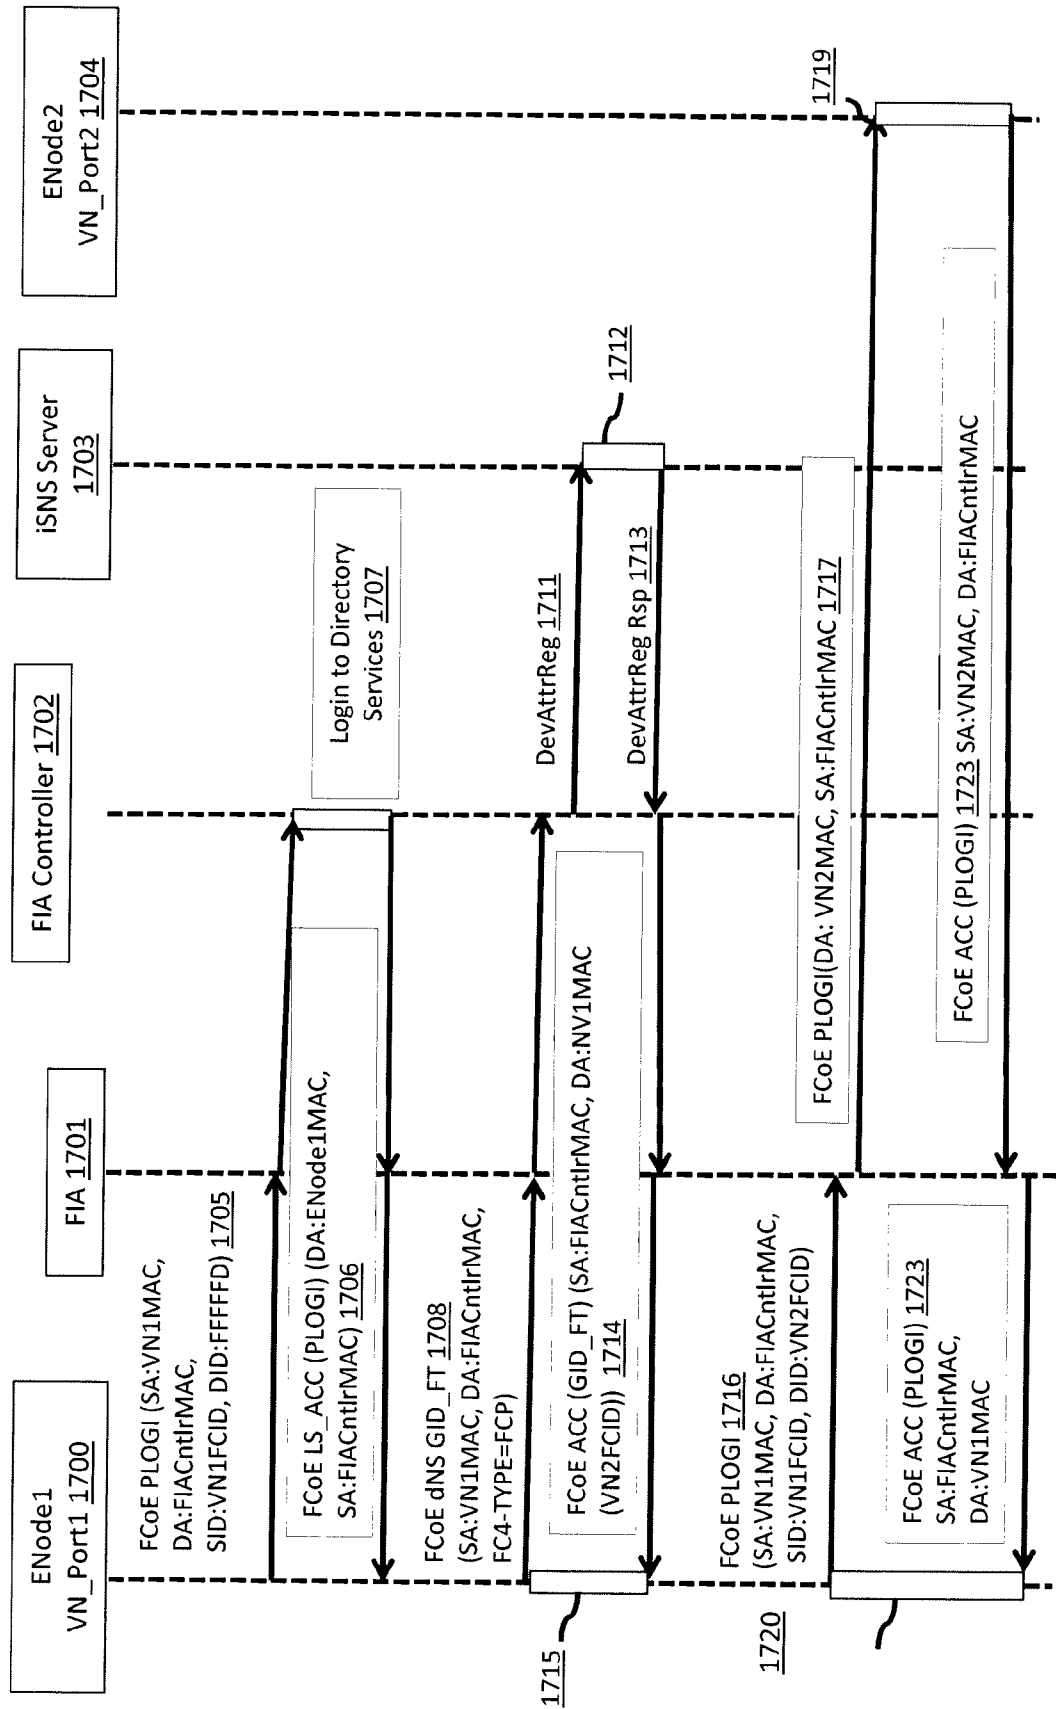 ENode1
VN_Port1 1700
FIA 1701
FIA Controller 1702
iSNS Server
1703
ENode2
VN_Port2 1704
FCoE PLOGI (SA:VN1MAC,
DA:FIACntlrMAC,
SID:VN1FCID, DID:FFFFFD) 1705
Login to Directory
Services 1707
FCoE LS_ACC (PLOGI) (DA:ENode1MAC,
SA:FIACntlrMAC) 1706
FCoE dNS GID_FT 1708
(SA:VN1MAC, DA:FIACntlrMAC,
FC4-TYPE=FCP)
DevAttrReg 1711
1712
DevAttrReg Rsp 1713
FCoE ACC (GID_FT) (SA:FIACntlrMAC, DA:NV1MAC
(VN2FCID)) 1714
1715
FCoE PLOGI 1716
(SA:VN1MAC, DA:FIACntlrMAC,
SID:VN1FCID, DID:VN2FCID)
FCoE PLOGI(DA: VN2MAC, SA:FIACntlrMAC 1717
1719
1720
FCoE ACC (PLOGI) 1723 SA:VN2MAC, DA:FIACntlrMAC
FCoE ACC (PLOGI) 1723
SA:FIACntlrMAC,
DA:VN1MAC